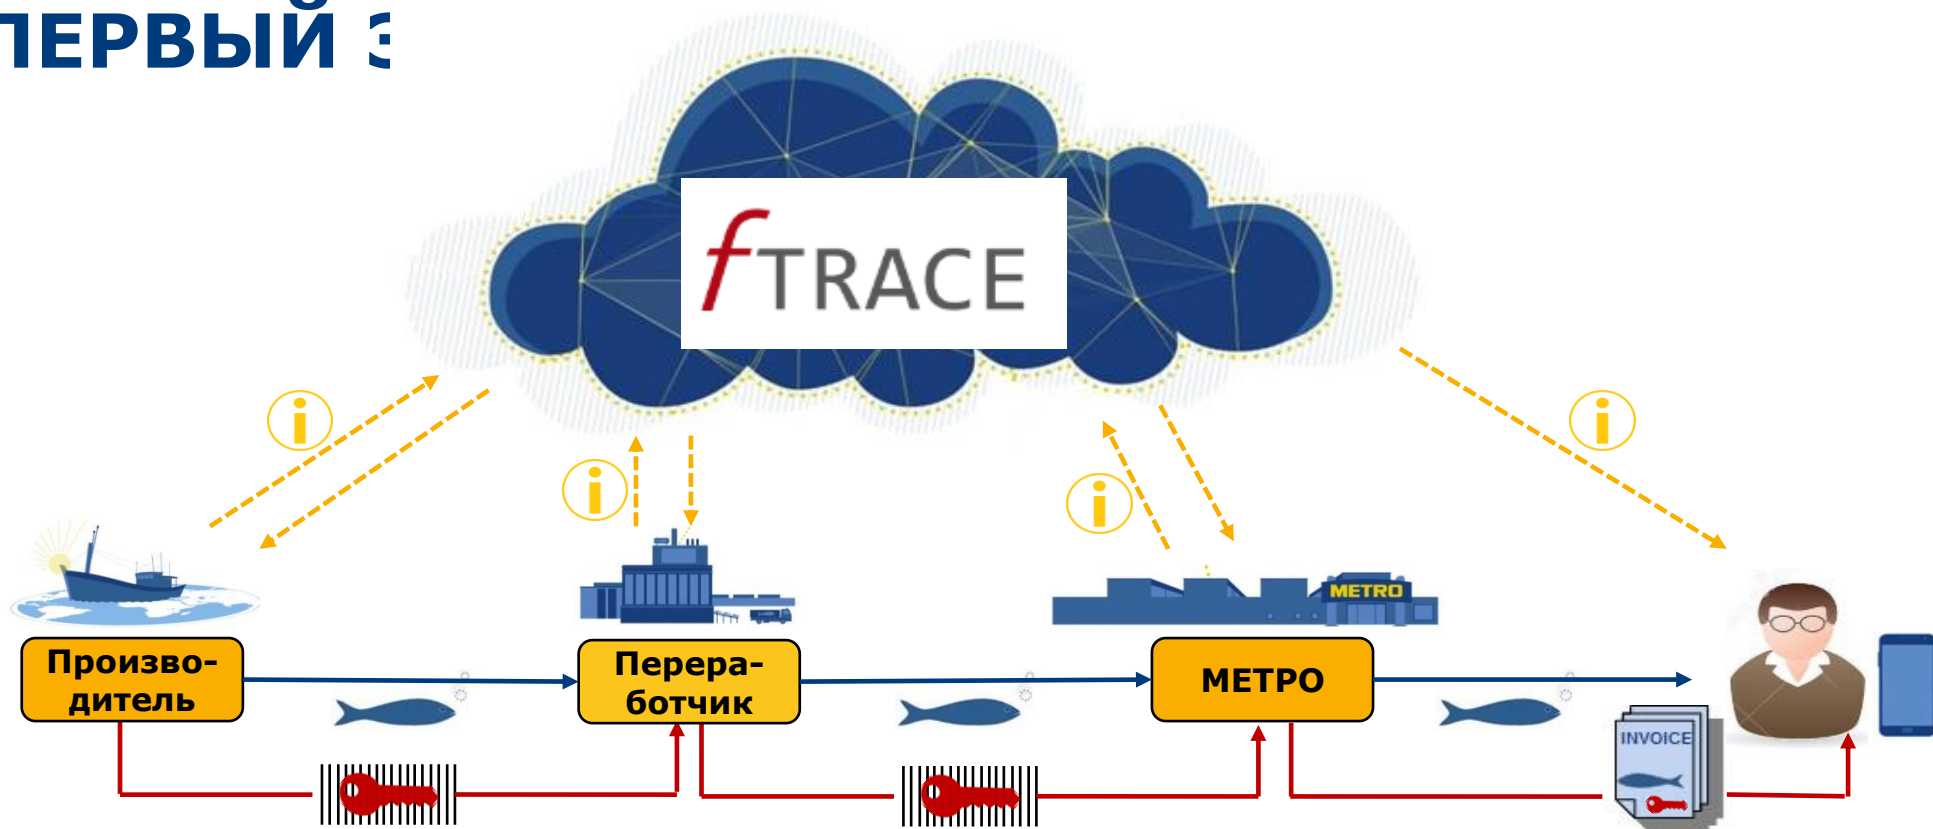 ПЕРВЫЙ
fTRACE
METRO
Произво-
дитель
Перера-
ботчик
МЕТРО
INVOICE